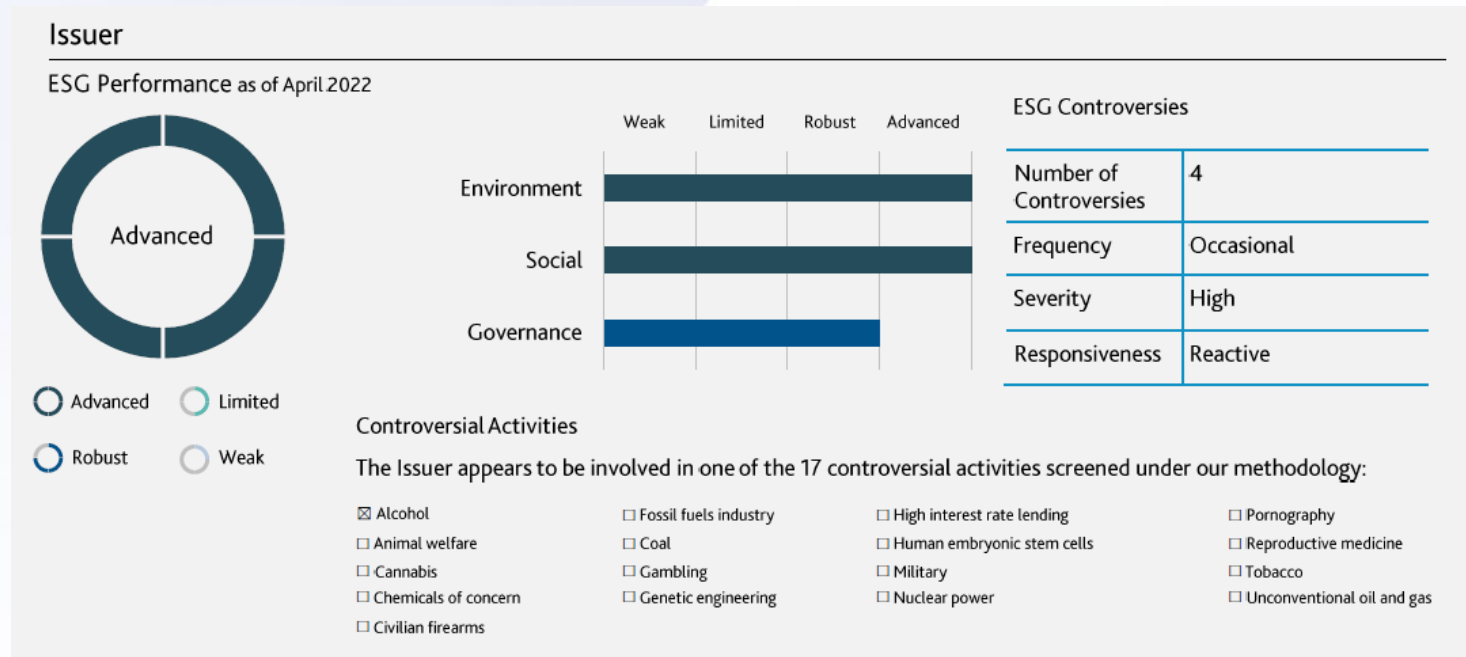 Issuer
ESG Performance as of April 2022
Advanced
Advanced
Limited
Robust
Weak
Weak Limited Robust Advanced
Environment
Social
Governance
ESG Controversies
Number of
Controversies
4
Frequency Occasional
Severity High
Responsiveness Reactive
Controversial Activities
The Issuer appears to be involved in one of the 17 controversial activities screened under our methodology:
☒ Alcohol
☐ Animal welfare
☐ Cannabis
☐ Chemicals of concern
☐ Civilian firearms
☐ Fossil fuels industry
☐ Coal
☐ Gambling
☐ Genetic engineering
☐ High interest rate lending
☐ Human embryonic stem cells
☐ Military
☐ Nuclear power
☐ Pornography
☐ Reproductive medicine
☐ Tobacco
☐ Unconventional oil and gas